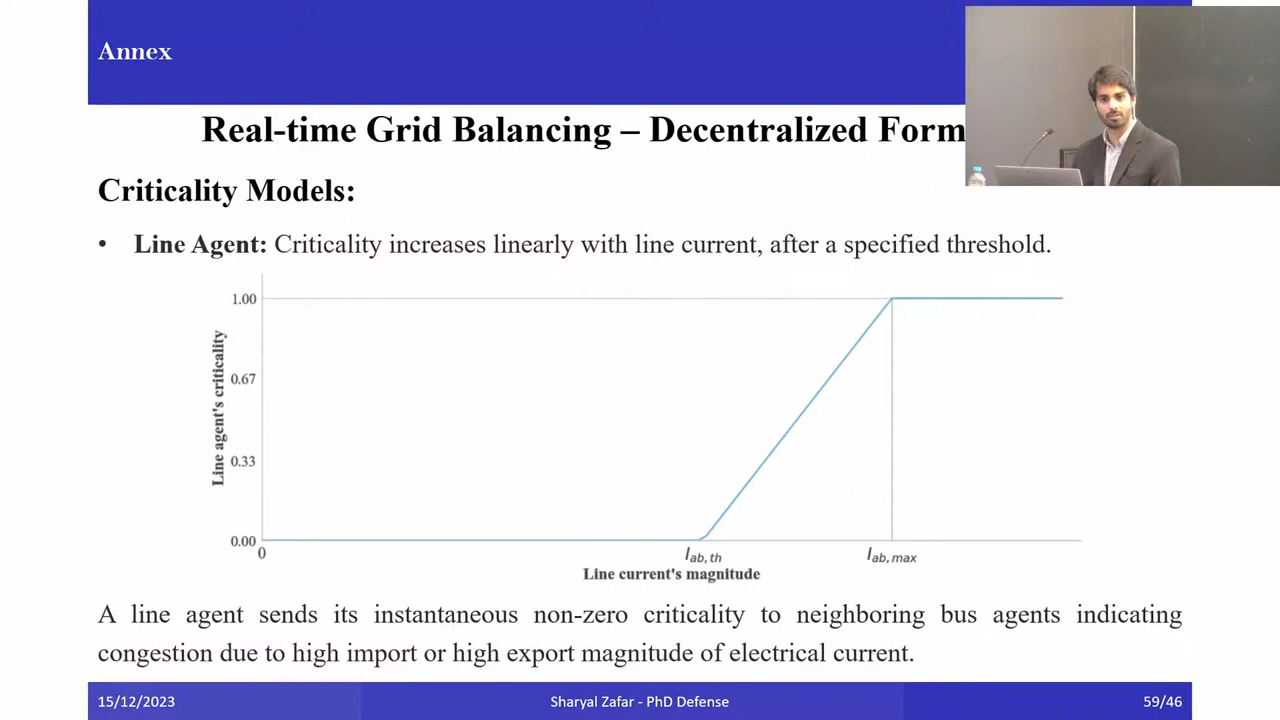 Annex
Real-time Grid Balancing – Decentralized Form
Criticality Models:
• Line Agent: Criticality increases linearly with line current, after a specified threshold.
1.00
0.67
0.33
0.00
Line agent's criticality
0
I_ab, th
I_ab, max
Line current's magnitude
A line agent sends its instantaneous non-zero criticality to neighboring bus agents indicating
congestion due to high import or high export magnitude of electrical current.
15/12/2023
Sharyal Zafar - PhD Defense
59/46